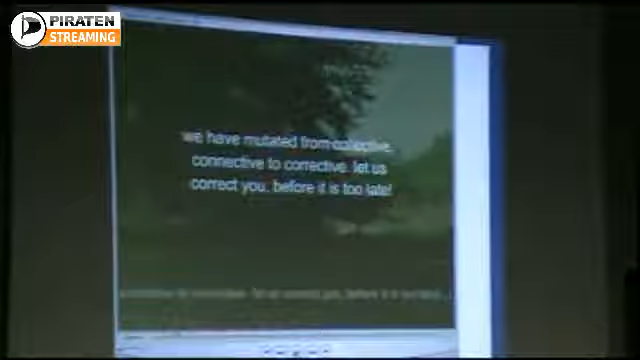 PIRATEN
STREAMING
we have mutated from collective,
connective to corrective. let us
correct you, before it is too late!